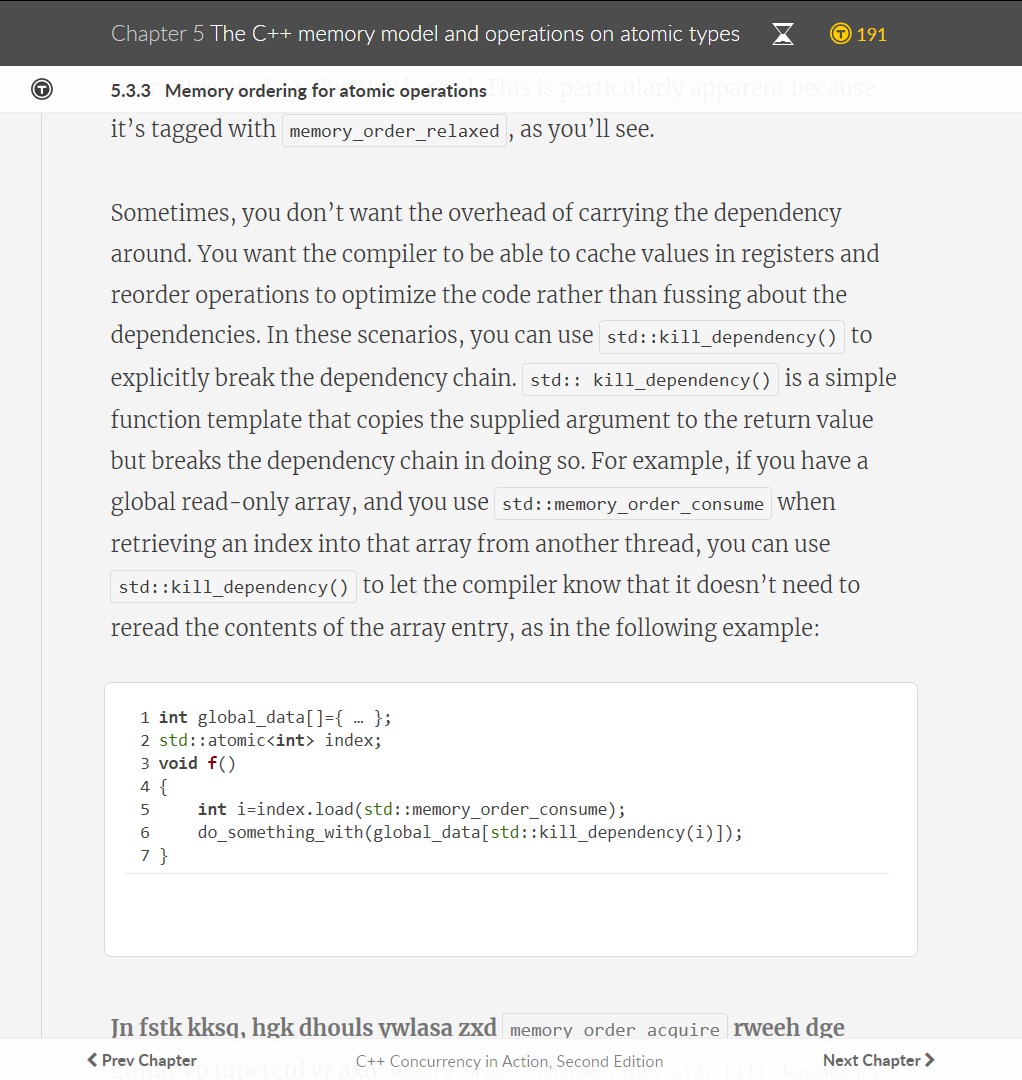 Chapter 5 The C++ memory model and operations on atomic types 191
5.3.3 Memory ordering for atomic operations
This is particularly apparent because
it’s tagged with memory_order_relaxed, as you’ll see.
Sometimes, you don’t want the overhead of carrying the dependency
around. You want the compiler to be able to cache values in registers and
reorder operations to optimize the code rather than fussing about the
dependencies. In these scenarios, you can use std::kill_dependency() to
explicitly break the dependency chain. std:: kill_dependency() is a simple
function template that copies the supplied argument to the return value
but breaks the dependency chain in doing so. For example, if you have a
global read-only array, and you use std::memory_order_consume when
retrieving an index into that array from another thread, you can use
std::kill_dependency() to let the compiler know that it doesn’t need to
reread the contents of the array entry, as in the following example:
1 int global_data[]={ … };
2 std::atomic<int> index;
3 void f()
4 {
5     int i=index.load(std::memory_order_consume);
6     do_something_with(global_data[std::kill_dependency(i)]);
7 }
Jn fstk kksq, hgk dhouls ywlasa zxd memory_order_acquire rweeh dge
Prev Chapter C++ Concurrency in Action, Second Edition Next Chapter